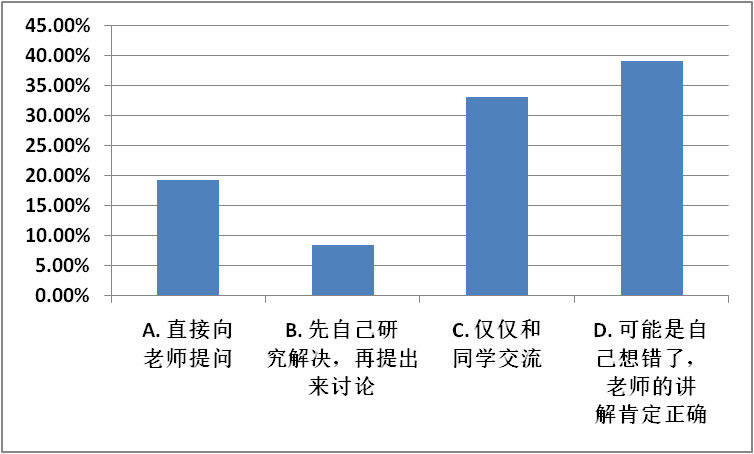 45.00%
40.00%
35.00%
30.00%
25.00%
20.00%
15.00%
10.00%
5.00%
0.00%
A. 直接向
老师提问
B. 先自己研
究解决，再提出
来讨论
C. 仅仅和
同学交流
D. 可能是自
己想错了，
老师的讲
解肯定正确